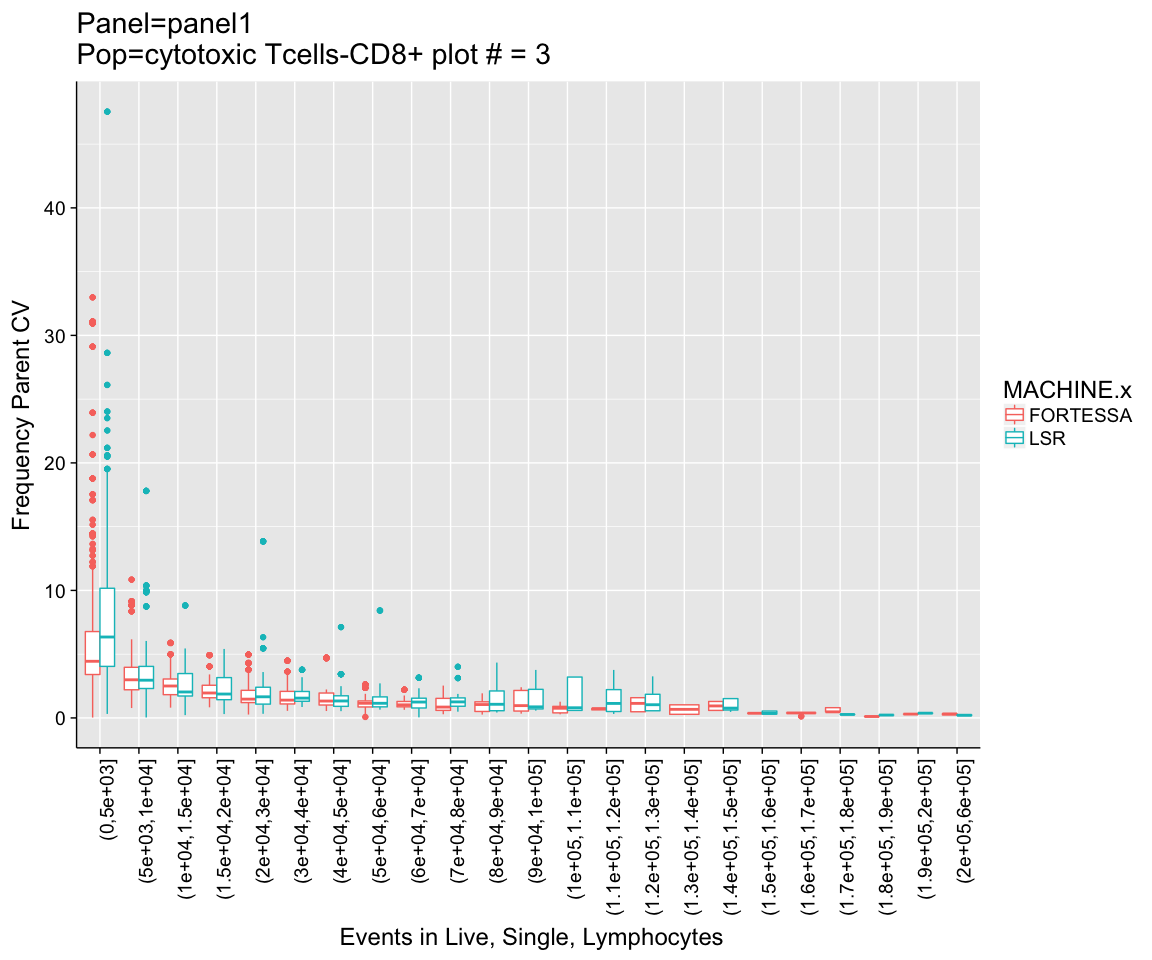 Panel=panel1
Pop=cytotoxic Tcells-CD8+ plot # = 3
Frequency Parent CV
40
30
20
10
0
(0,5e+03]
(5e+03,1e+04]
(1e+04,1.5e+04]
(1.5e+04,2e+04]
(2e+04,3e+04]
(3e+04,4e+04]
(4e+04,5e+04]
(5e+04,6e+04]
(6e+04,7e+04]
(7e+04,8e+04]
(8e+04,9e+04]
(9e+04,1e+05]
(1e+05,1.1e+05]
(1.1e+05,1.2e+05]
(1.2e+05,1.3e+05]
(1.3e+05,1.4e+05]
(1.4e+05,1.5e+05]
(1.5e+05,1.6e+05]
(1.6e+05,1.7e+05]
(1.7e+05,1.8e+05]
(1.8e+05,1.9e+05]
(1.9e+05,2e+05]
(2e+05,6e+05]
Events in Live, Single, Lymphocytes
MACHINE.x
FORTESSA
LSR